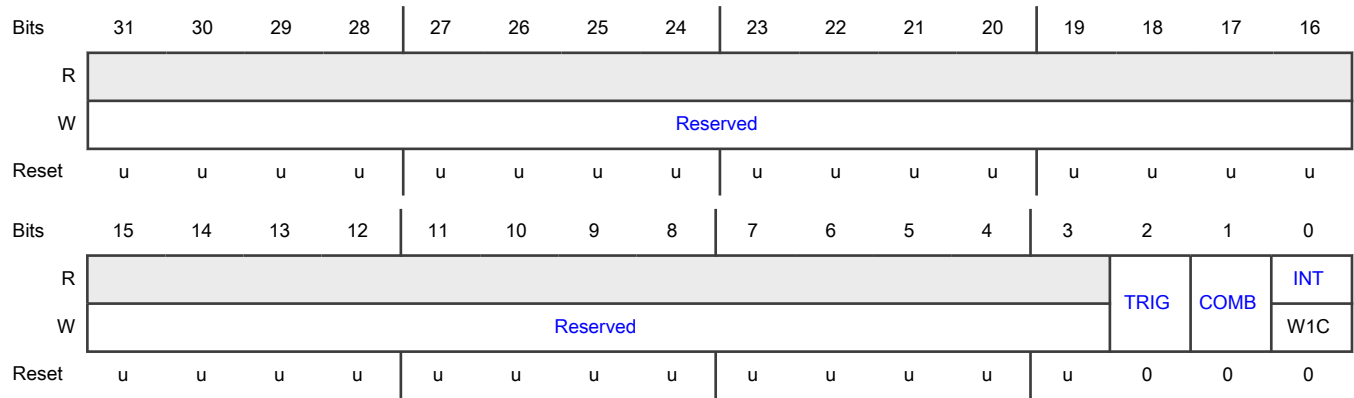 Bits 31 30 29 28 27 26 25 24 23 22 21 20 19 18 17 16
R
W Reserved
Reset u u u u u u u u u u u u u u u u
Bits 15 14 13 12 11 10 9 8 7 6 5 4 3 2 1 0
R INT
TRIG COMB
W Reserved W1C
Reset u u u u u u u u u u u u u 0 0 0